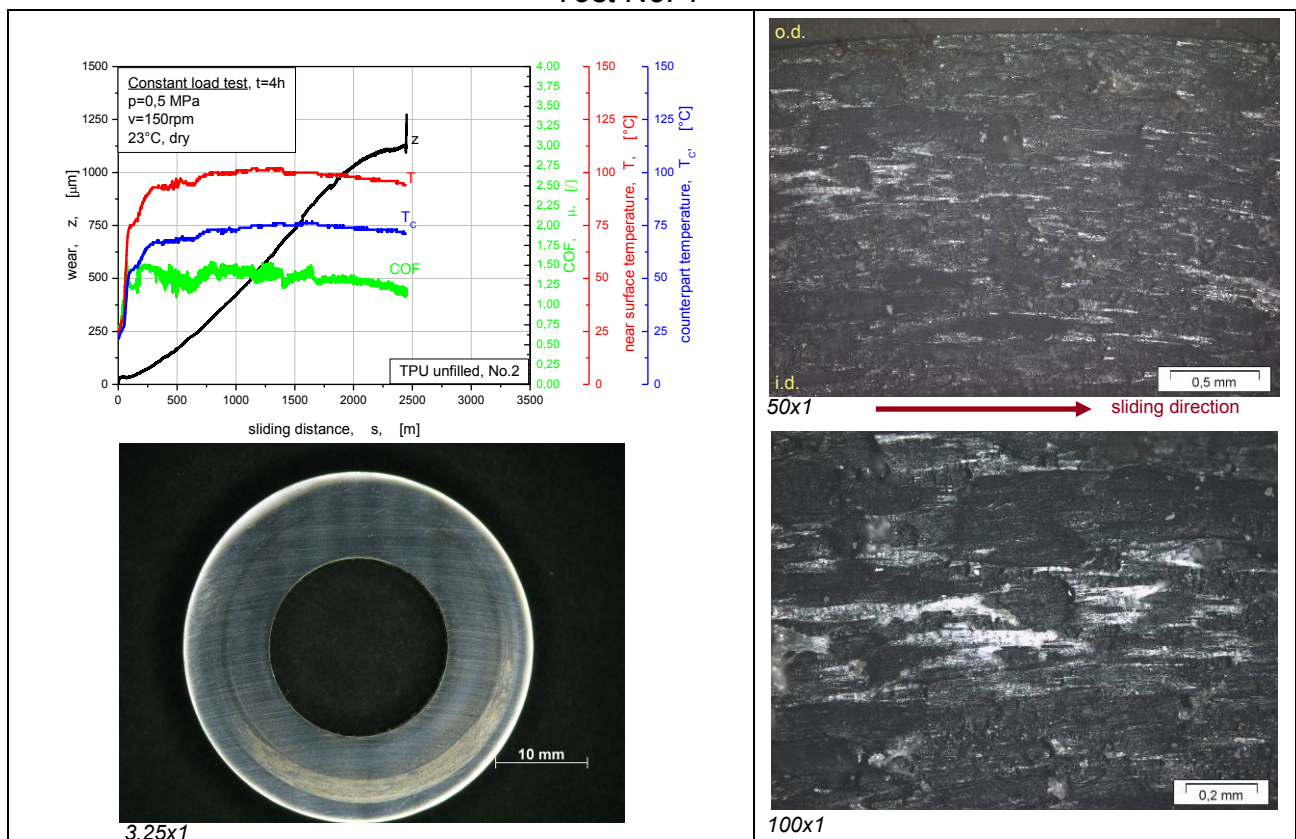 Test No.
1500
1250
1000
750
500
250
0
wear, z, [µm]
Constant load test, t=4h
p=0,5 MPa
v=150rpm
23°C, dry
z
T
T_C
COF
TPU unfilled, No.2
0 500 1000 1500 2000 2500 3000 3500
sliding distance, s, [m]
4,00
3,75
3,50
3,25
3,00
2,75
2,50
2,25
2,00
1,75
1,50
1,25
1,00
0,75
0,50
0,25
0,00
COF, µ, [/]
150
125
100
75
50
25
0
near surface temperature, T, [°C]
150
125
100
75
50
25
0
counterpart temperature, T_C, [°C]
10 mm
3,25x1
o.d.
i.d.
0,5 mm
50x1
sliding direction
0,2 mm
100x1